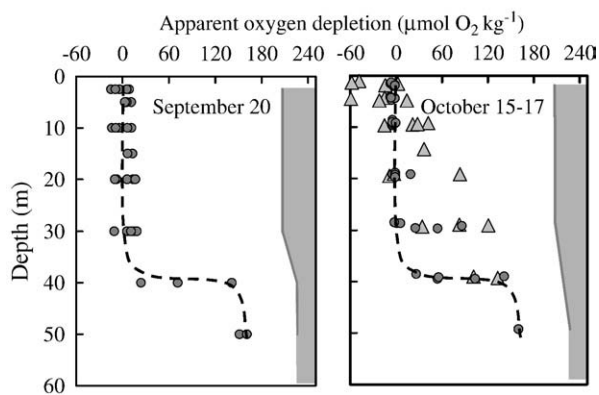 Apparent oxygen depletion (μmol O₂ kg⁻¹)
-60 0 60 120 180 240
-60 0 60 120 180 240
Depth (m)
0
10
20
30
40
50
60
September 20
October 15-17